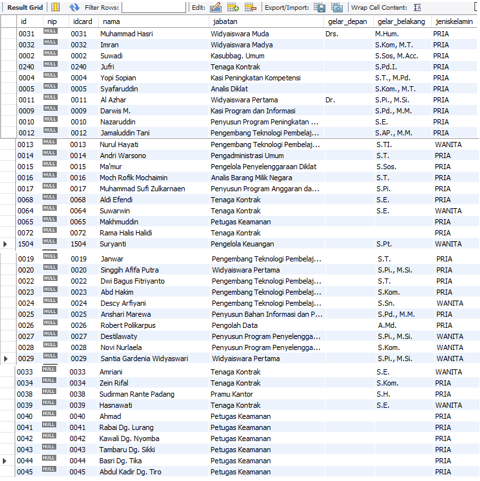 Result Grid Filter Rows: Edit: Export/Import: Wrap Cell Content:
id nip idcard nama jabatan gelar_depan gelar_belakang jeniskelamin
0031 NULL 0031 Muhammad Hasri Widyaiswara Muda Drs. M.Hum. PRIA
0032 NULL 0032 Imran Widyaiswara Madya S.Kom, M.T. PRIA
0002 NULL 0002 Suwadi Kasubbag. Umum S.Sos, M.Acc. PRIA
0240 NULL 0240 Jufri Tenaga Kontrak S.Pd.I. PRIA
0004 NULL 0004 Yopi Sopian Kasi Peningkatan Kompetensi S.T., M.Pd. PRIA
0005 NULL 0005 Syafaruddin Analis Diklat S.Kom., M.T. PRIA
0011 NULL 0011 Al Azhar Widyaiswara Pertama Dr. S.Pi., M.Si. PRIA
0009 NULL 0009 Darwis M. Kasi Program dan Informasi S.Pd., M.M. PRIA
0010 NULL 0010 Nazaruddin Penyusun Program Peningkatan ... S.E. PRIA
0012 NULL 0012 Jamaluddin Tani Pengembang Teknologi Pembelaj... S.AP., M.M. PRIA
0013 NULL 0013 Nurul Hayati Pengembang Teknologi Pembelaj... S.TI. WANITA
0014 NULL 0014 Andri Warsono Pengadministrasi Umum S.T. PRIA
0015 NULL 0015 Ma'mur Pengelola Penyelenggaraan Diklat S.Sos. PRIA
0016 NULL 0016 Moch Rofik Mochaimin Analis Barang Milik Negara S.T. PRIA
0017 NULL 0017 Muhammad Sufi Zulkarnaen Penyusun Program Anggaran da... S.Pi. PRIA
0068 NULL 0068 Aldi Efendi Tenaga Kontrak S.E. PRIA
0064 NULL 0064 Suwarwin Tenaga Kontrak S.E. WANITA
0065 NULL 0065 Makhmuddin Petugas Keamanan PRIA
0072 NULL 0072 Rama Halis Halidi Tenaga Kontrak PRIA
1504 NULL 1504 Suryanti Pengelola Keuangan S.Pt. WANITA
0019 NULL 0019 Janwar Pengembang Teknologi Pembelaj... S.T. PRIA
0020 NULL 0020 Singgih Afifa Putra Widyaiswara Pertama S.Pi., M.Si. PRIA
0022 NULL 0022 Dwi Bagus Fitriyanto Pengembang Teknologi Pembelaj... S.T. PRIA
0023 NULL 0023 Abd Hakim Pengembang Teknologi Pembelaj... S.Kom. PRIA
0024 NULL 0024 Descy Arfiyani Pengembang Teknologi Pembelaj... S.Sn. WANITA
0025 NULL 0025 Anshari Marewa Penyusun Bahan Informasi dan P... S.Pd., M.M. PRIA
0026 NULL 0026 Robert Polikarpus Pengolah Data A.Md. PRIA
0027 NULL 0027 Destilawaty Penyusun Program Penyelengga... S.Pi., M.Si. WANITA
0028 NULL 0028 Novi Nurlaela Penyusun Program Penyelengga... S.Kom. WANITA
0029 NULL 0029 Santia Gardenia Widyaswari Widyaiswara Pertama S.Pi., M.Si. WANITA
0033 NULL 0033 Amriani Tenaga Kontrak S.E. WANITA
0034 NULL 0034 Zein Rifal Tenaga Kontrak S.Kom. PRIA
0038 NULL 0038 Sudirman Rante Padang Pramu Kantor S.H. PRIA
0039 NULL 0039 Hasnawati Tenaga Kontrak S.E. WANITA
0040 NULL 0040 Ahmad Petugas Keamanan PRIA
0041 NULL 0041 Rabai Dg. Lurang Petugas Keamanan PRIA
0042 NULL 0042 Kawali Dg. Nyomba Petugas Keamanan PRIA
0043 NULL 0043 Tambaru Dg. Sikki Petugas Keamanan PRIA
0044 NULL 0044 Basri Dg. Tika Petugas Keamanan PRIA
0045 NULL 0045 Abdul Kadir Dg. Tiro Petugas Keamanan PRIA